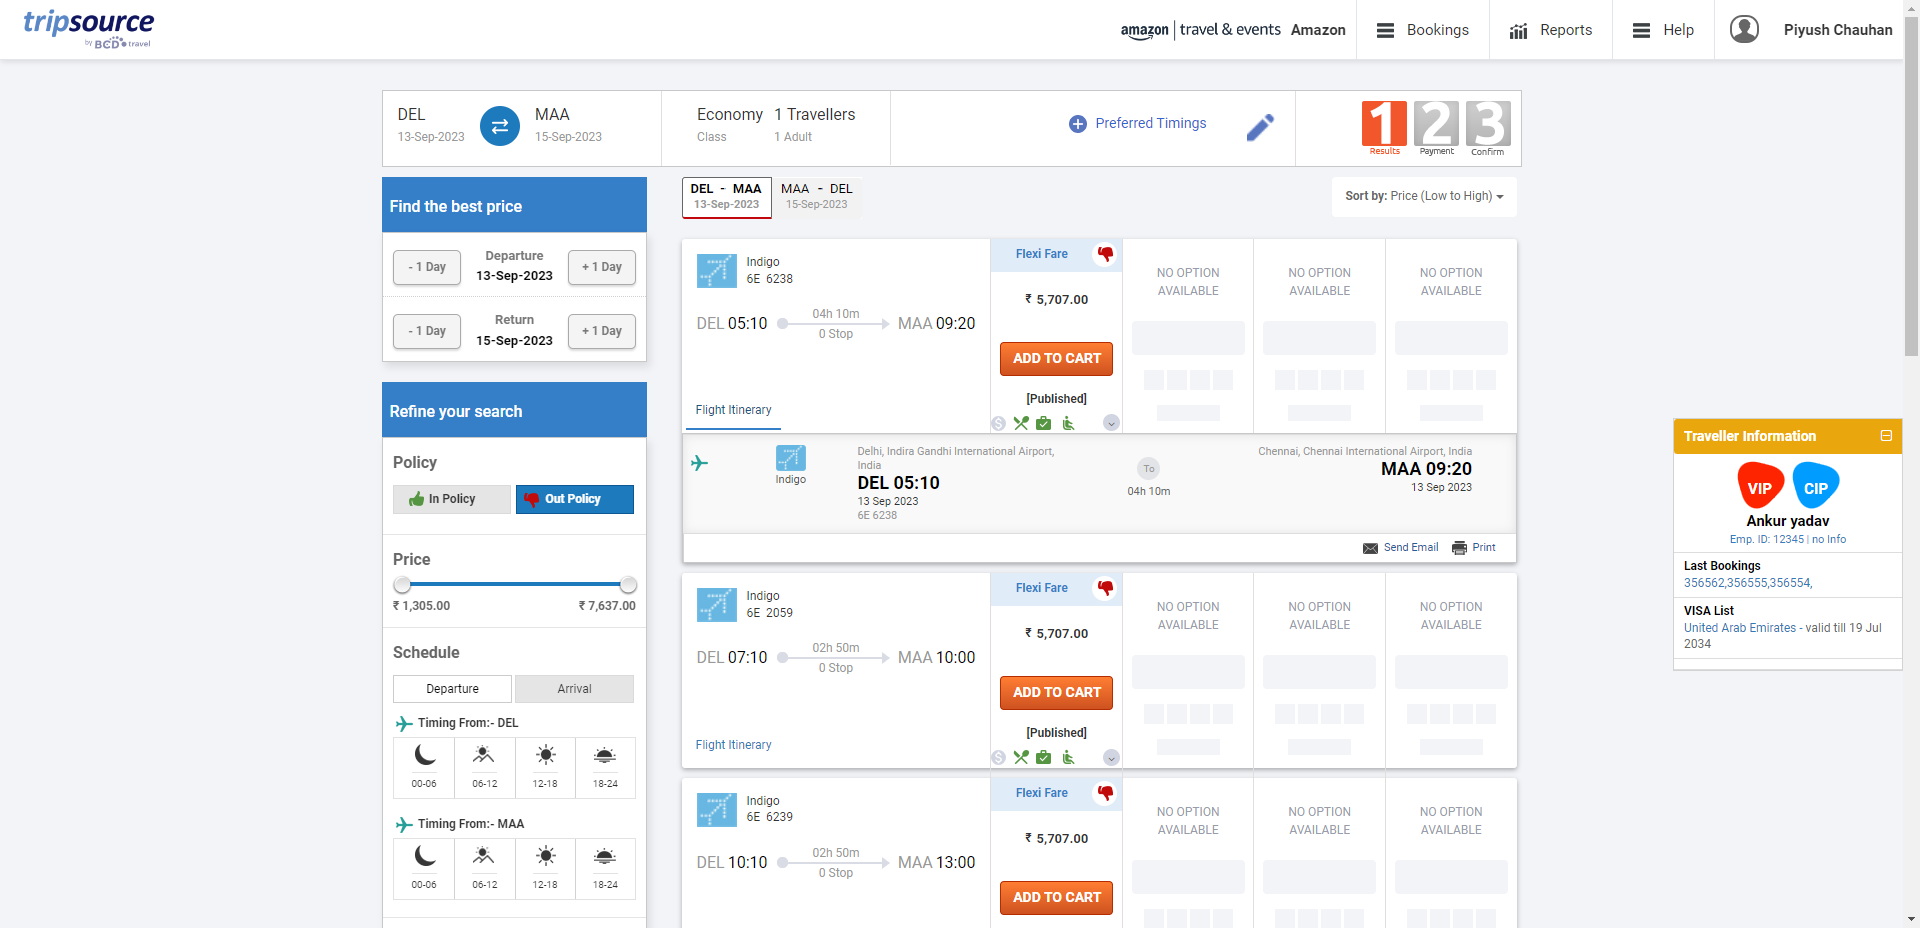 tripsource
by BCD travel
amazon travel & events Amazon
Bookings
Reports
Help
Piyush Chauhan
DEL
13-Sep-2023
MAA
15-Sep-2023
Economy
Class
1 Travellers
1 Adult
Preferred Timings
1 2 3
Results Payment Confirm
Find the best price
- 1 Day
Departure
13-Sep-2023
+ 1 Day
- 1 Day
Return
15-Sep-2023
+ 1 Day
Refine your search
Policy
In Policy
Out Policy
Price
₹ 1,305.00 ₹ 7,637.00
Schedule
Departure Arrival
Timing From:- DEL
00-06 06-12 12-18 18-24
Timing From:- MAA
00-06 06-12 12-18 18-24
DEL - MAA
13-Sep-2023
MAA - DEL
15-Sep-2023
Sort by: Price (Low to High)
Indigo
6E 6238
DEL 05:10
04h 10m
0 Stop
MAA 09:20
Flight Itinerary
Flexi Fare
₹ 5,707.00
ADD TO CART
[Published]
NO OPTION
AVAILABLE
NO OPTION
AVAILABLE
NO OPTION
AVAILABLE
Indigo
Delhi, Indira Gandhi International Airport,
India
DEL 05:10
13 Sep 2023
6E 6238
To
04h 10m
Chennai, Chennai International Airport, India
MAA 09:20
13 Sep 2023
Send Email
Print
Indigo
6E 2059
DEL 07:10
02h 50m
0 Stop
MAA 10:00
Flight Itinerary
Flexi Fare
₹ 5,707.00
ADD TO CART
[Published]
NO OPTION
AVAILABLE
NO OPTION
AVAILABLE
NO OPTION
AVAILABLE
Indigo
6E 6239
DEL 10:10
02h 50m
0 Stop
MAA 13:00
Flexi Fare
₹ 5,707.00
ADD TO CART
NO OPTION
AVAILABLE
NO OPTION
AVAILABLE
NO OPTION
AVAILABLE
Traveller Information
VIP CIP
Ankur yadav
Emp. ID: 12345 | no Info
Last Bookings
356562,356555,356554,
VISA List
United Arab Emirates - valid till 19 Jul
2034